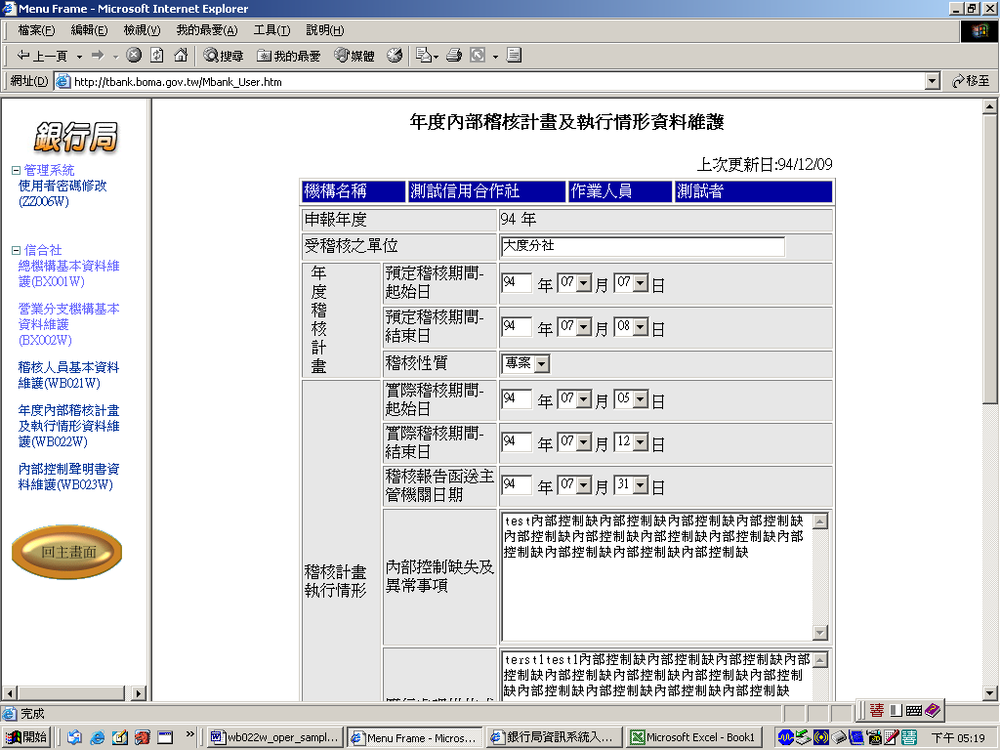 Menu Frame - Microsoft Internet Explorer
檔案(F) 編輯(E) 檢視(V) 我的最愛(A) 工具(T) 說明(H)
上一頁 搜尋 我的最愛 媒體
網址(D) http://tbank.boma.gov.tw/Mbank_User.htm 移至
銀行局
管理系統
使用者密碼修改
(ZZ006W)
信合社
總機構基本資料維
護(BX001W)
營業分支機構基本
資料維護
(BX002W)
稽核人員基本資料
維護(WB021W)
年度內部稽核計畫
及執行情形資料維
護(WB022W)
內部控制聲明書資
料維護(WB023W)
回主畫面
年度內部稽核計畫及執行情形資料維護
上次更新日:94/12/09
機構名稱 測試信用合作社 作業人員 測試者
申報年度 94 年
受稽核之單位 大度分社
年度稽核計畫
預定稽核期間-
起始日 94 年 07 月 07 日
預定稽核期間-
結束日 94 年 07 月 08 日
稽核性質 專案
稽核計畫
執行情形
實際稽核期間-
起始日 94 年 07 月 05 日
實際稽核期間-
結束日 94 年 07 月 12 日
稽核報告函送主
管機關日期 94 年 07 月 31 日
內部控制缺失及
異常事項
test內部控制缺內部控制缺內部控制缺內部控制缺
內部控制缺內部控制缺內部控制缺內部控制缺內部
控制缺內部控制缺內部控制缺內部控制缺
terst1test1內部控制缺內部控制缺內部控制缺內部
控制缺內部控制缺內部控制缺內部控制缺內部控制
缺內部控制缺內部控制缺內部控制缺內部控制缺
完成
開始 wb022w_oper_sampl... Menu Frame - Micros... 銀行局資訊系統入... Microsoft Excel - Book1 下午 05:19